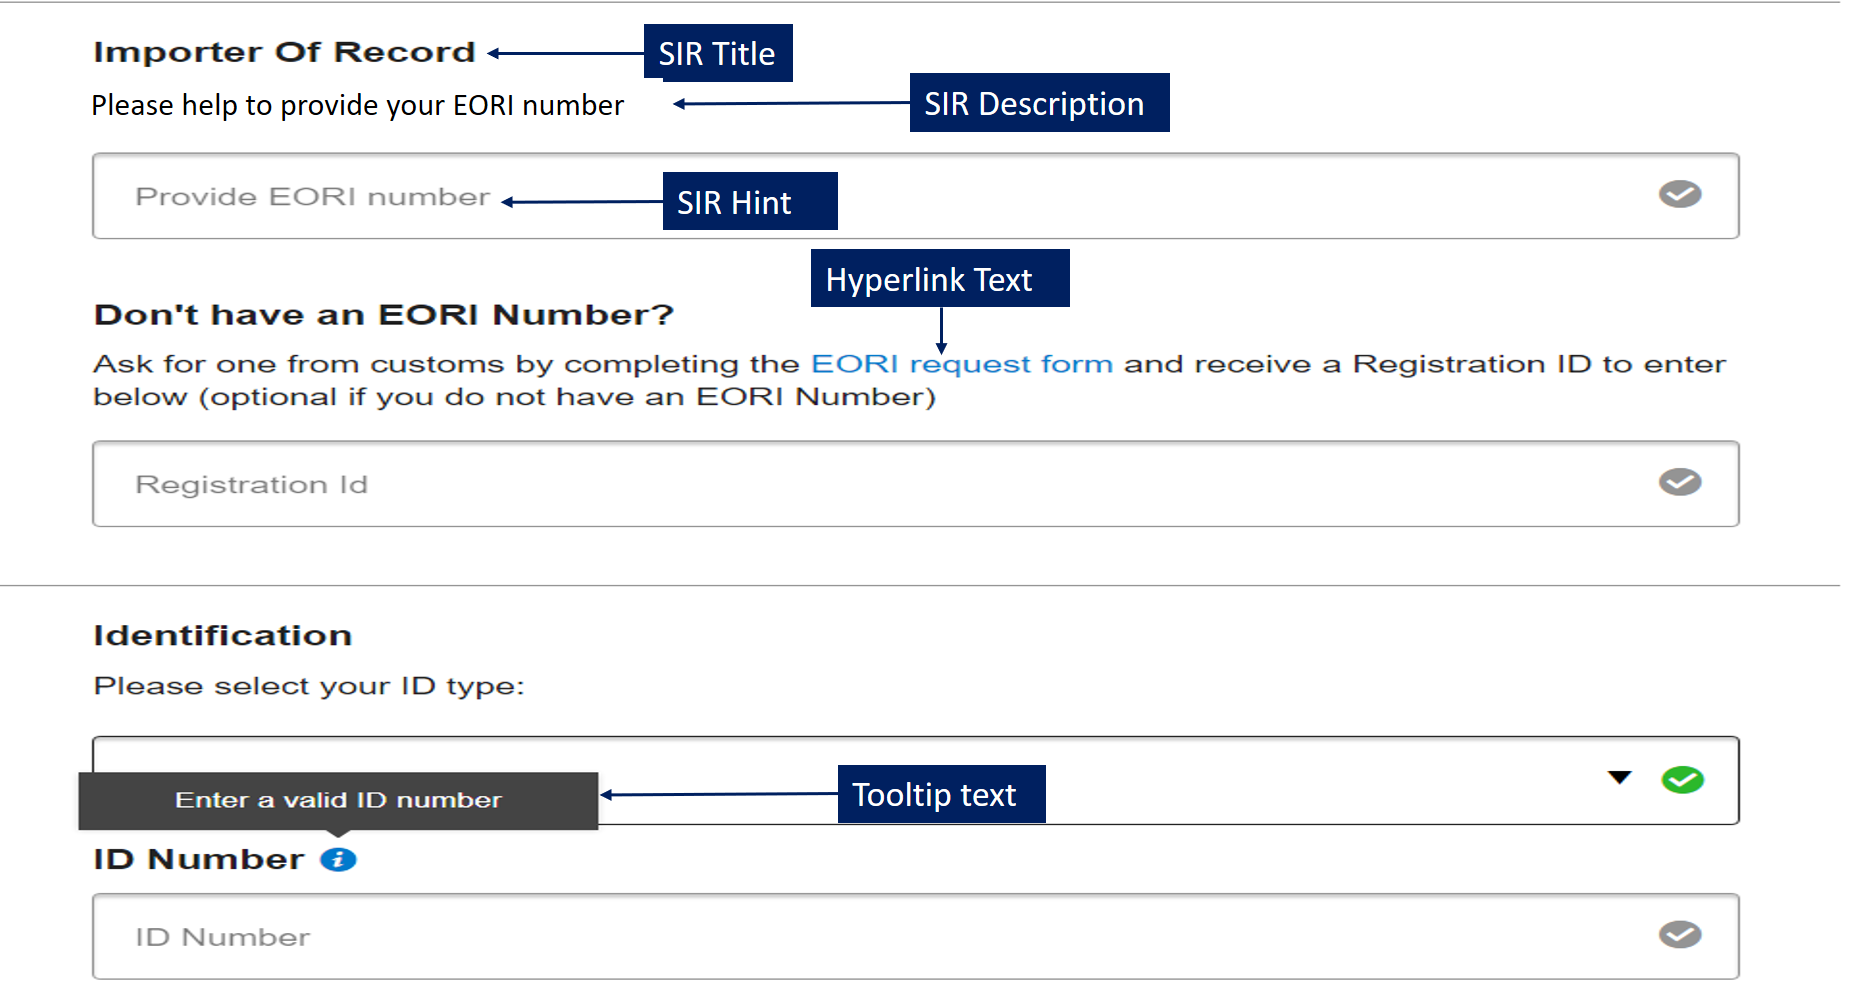 Importer Of Record
SIR Title
Please help to provide your EORI number
SIR Description
Provide EORI number
SIR Hint
Hyperlink Text
Don't have an EORI Number?
Ask for one from customs by completing the EORI request form and receive a Registration ID to enter
below (optional if you do not have an EORI Number)
Registration Id
Identification
Please select your ID type:
Enter a valid ID number
Tooltip text
ID Number
ID Number